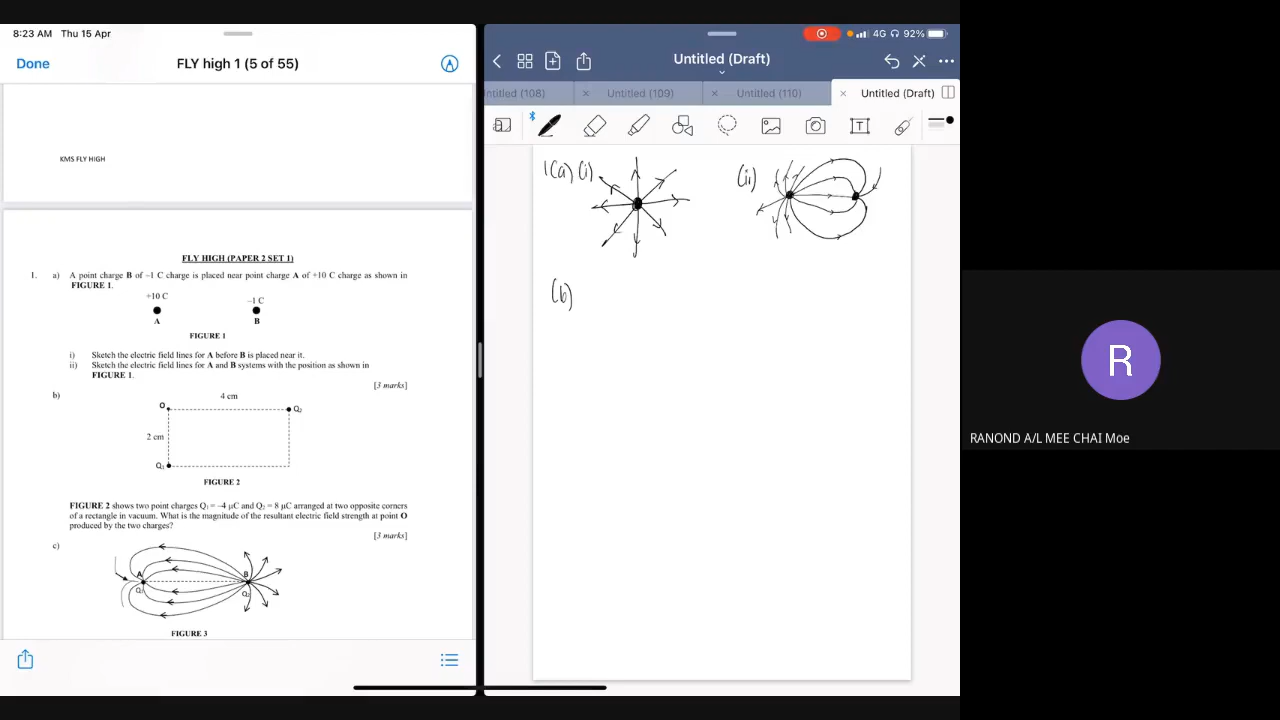 8:23 AM Thu 15 Apr
Done
FLY high 1 (5 of 55)
KMS FLY HIGH
FLY HIGH (PAPER 2 SET 1)
1. a) A point charge B of –1 C charge is placed near point charge A of +10 C charge as shown in
FIGURE 1.
+10 C –1 C
A B
FIGURE 1
i) Sketch the electric field lines for A before B is placed near it.
ii) Sketch the electric field lines for A and B systems with the position as shown in
FIGURE 1.
[3 marks]
b) 4 cm
O Q₂
2 cm
Q₁
FIGURE 2
FIGURE 2 shows two point charges Q₁ = –4 µC and Q₂ = 8 µC arranged at two opposite corners
of a rectangle in vacuum. What is the magnitude of the resultant electric field strength at point O
produced by the two charges?
[3 marks]
c)
A B
Q₁ Q₂
FIGURE 3
4G 92%
Untitled (Draft)
ntitled (108) × Untitled (109) × Untitled (110) × Untitled (Draft)
T
1(a) (i) (ii)
(b)
R
RANOND A/L MEE CHAI Moe